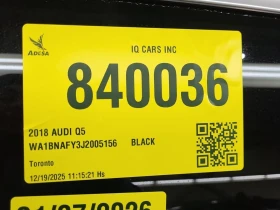 ADESA
IQ CARS INC
840036
2018 AUDI Q5
WA1BNAFY3J2005156 BLACK
Toronto
12/19/2025 11:15:21 Hs